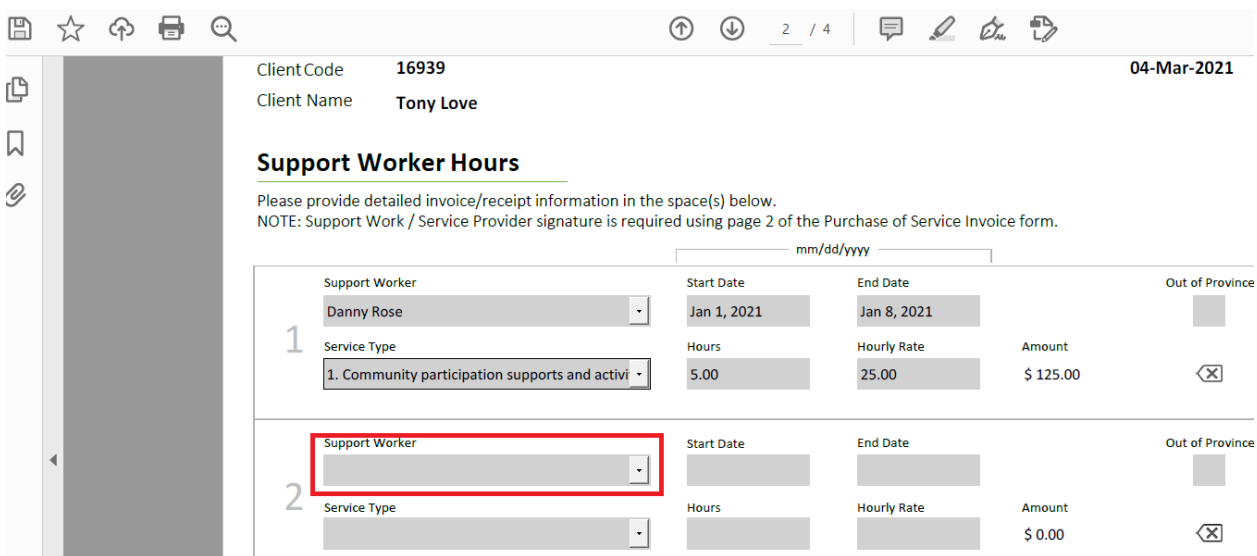 2 / 4
Client Code 16939 04-Mar-2021
Client Name Tony Love
Support Worker Hours
Please provide detailed invoice/receipt information in the space(s) below.
NOTE: Support Work / Service Provider signature is required using page 2 of the Purchase of Service Invoice form.
mm/dd/yyyy
Support Worker Start Date End Date Out of Province
Danny Rose Jan 1, 2021 Jan 8, 2021
1
Service Type Hours Hourly Rate Amount
1. Community participation supports and activi 5.00 25.00 $ 125.00
Support Worker Start Date End Date Out of Province
2
Service Type Hours Hourly Rate Amount
$ 0.00